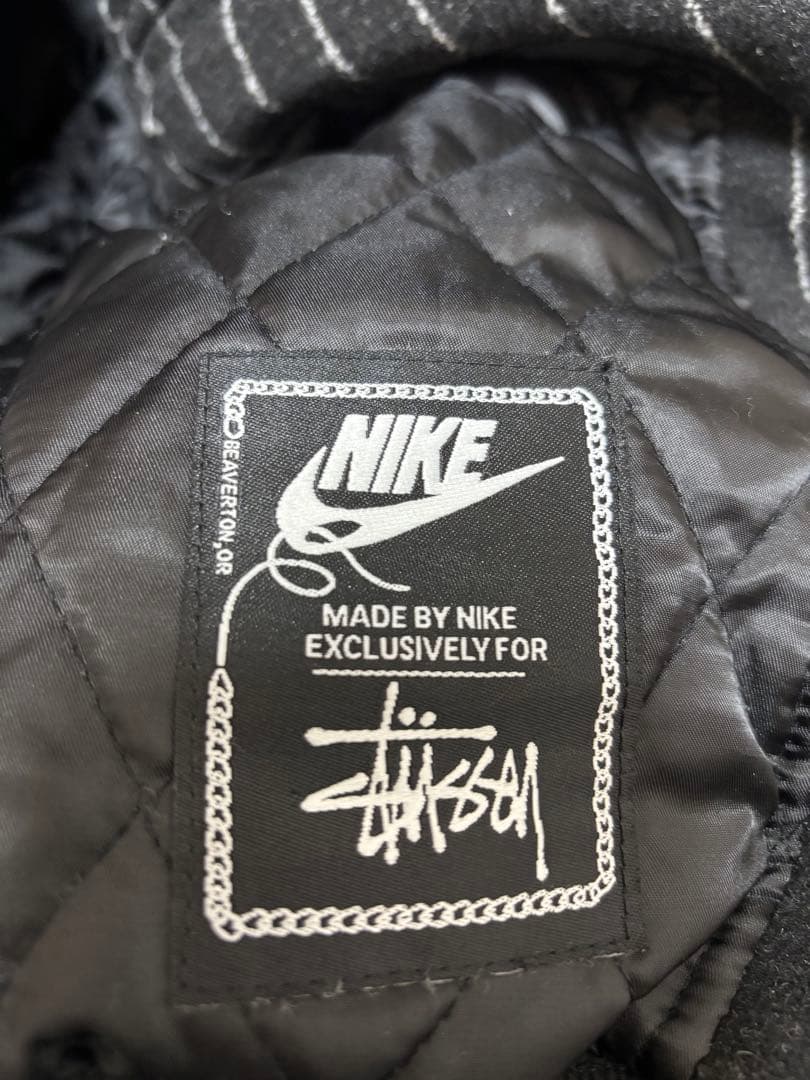 NIKE
BEAVERTON, OR
MADE BY NIKE
EXCLUSIVELY FOR
Stüssy